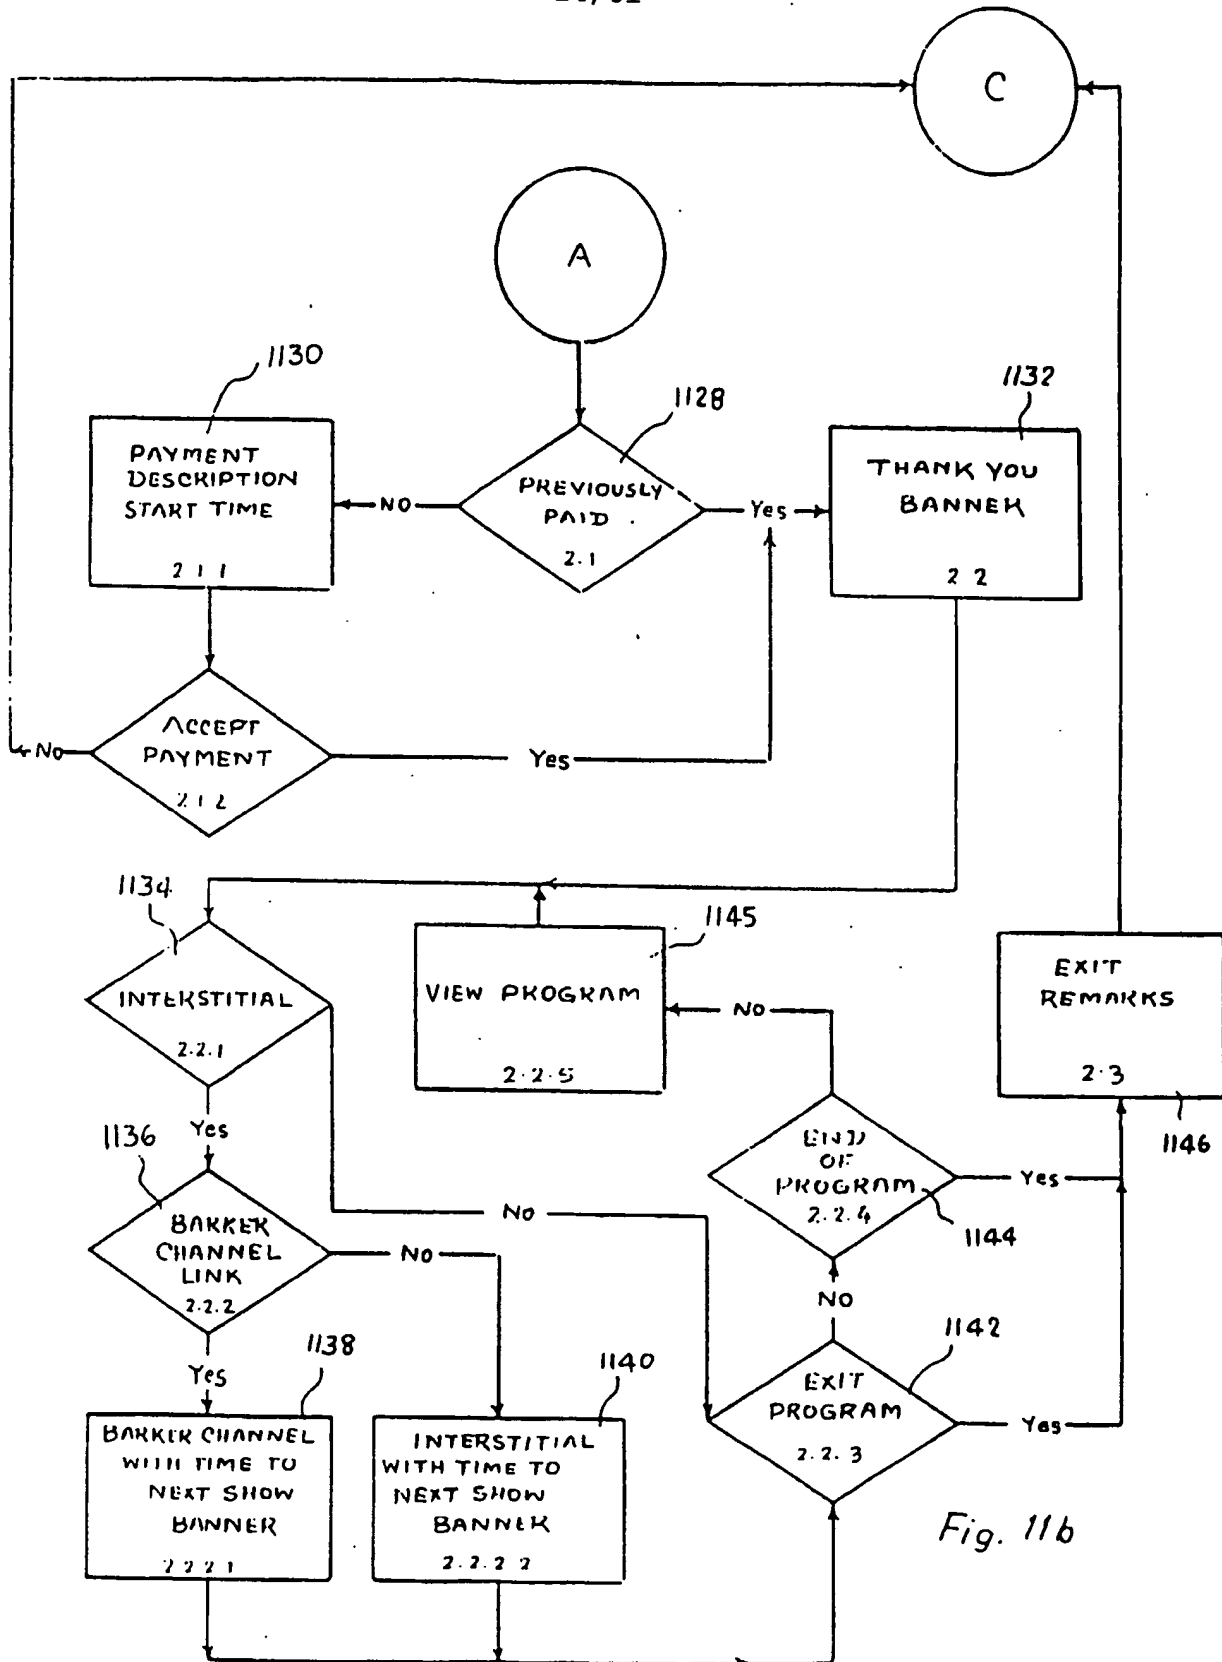 C
A
1130
PAYMENT
DESCRIPTION
START TIME
2 1 1
1128
PREVIOUSLY
PAID
2.1
NO
Yes
1132
THANK YOU
BANNER
2 2
ACCEPT
PAYMENT
2 1 2
No
Yes
1134
INTERSTITIAL
2.2.1
1145
VIEW PROGRAM
2.2.5
NO
EXIT
REMARKS
2.3
1146
Yes
1136
BARKER
CHANNEL
LINK
2.2.2
No
No
END
OF
PROGRAM
2.2.4
1144
Yes
NO
Yes
1138
BARKER CHANNEL
WITH TIME TO
NEXT SHOW
BANNER
2 2 2 1
1140
INTERSTITIAL
WITH TIME TO
NEXT SHOW
BANNER
2.2.2 2
1142
EXIT
PROGRAM
2.2.3
Yes
Fig. 11b